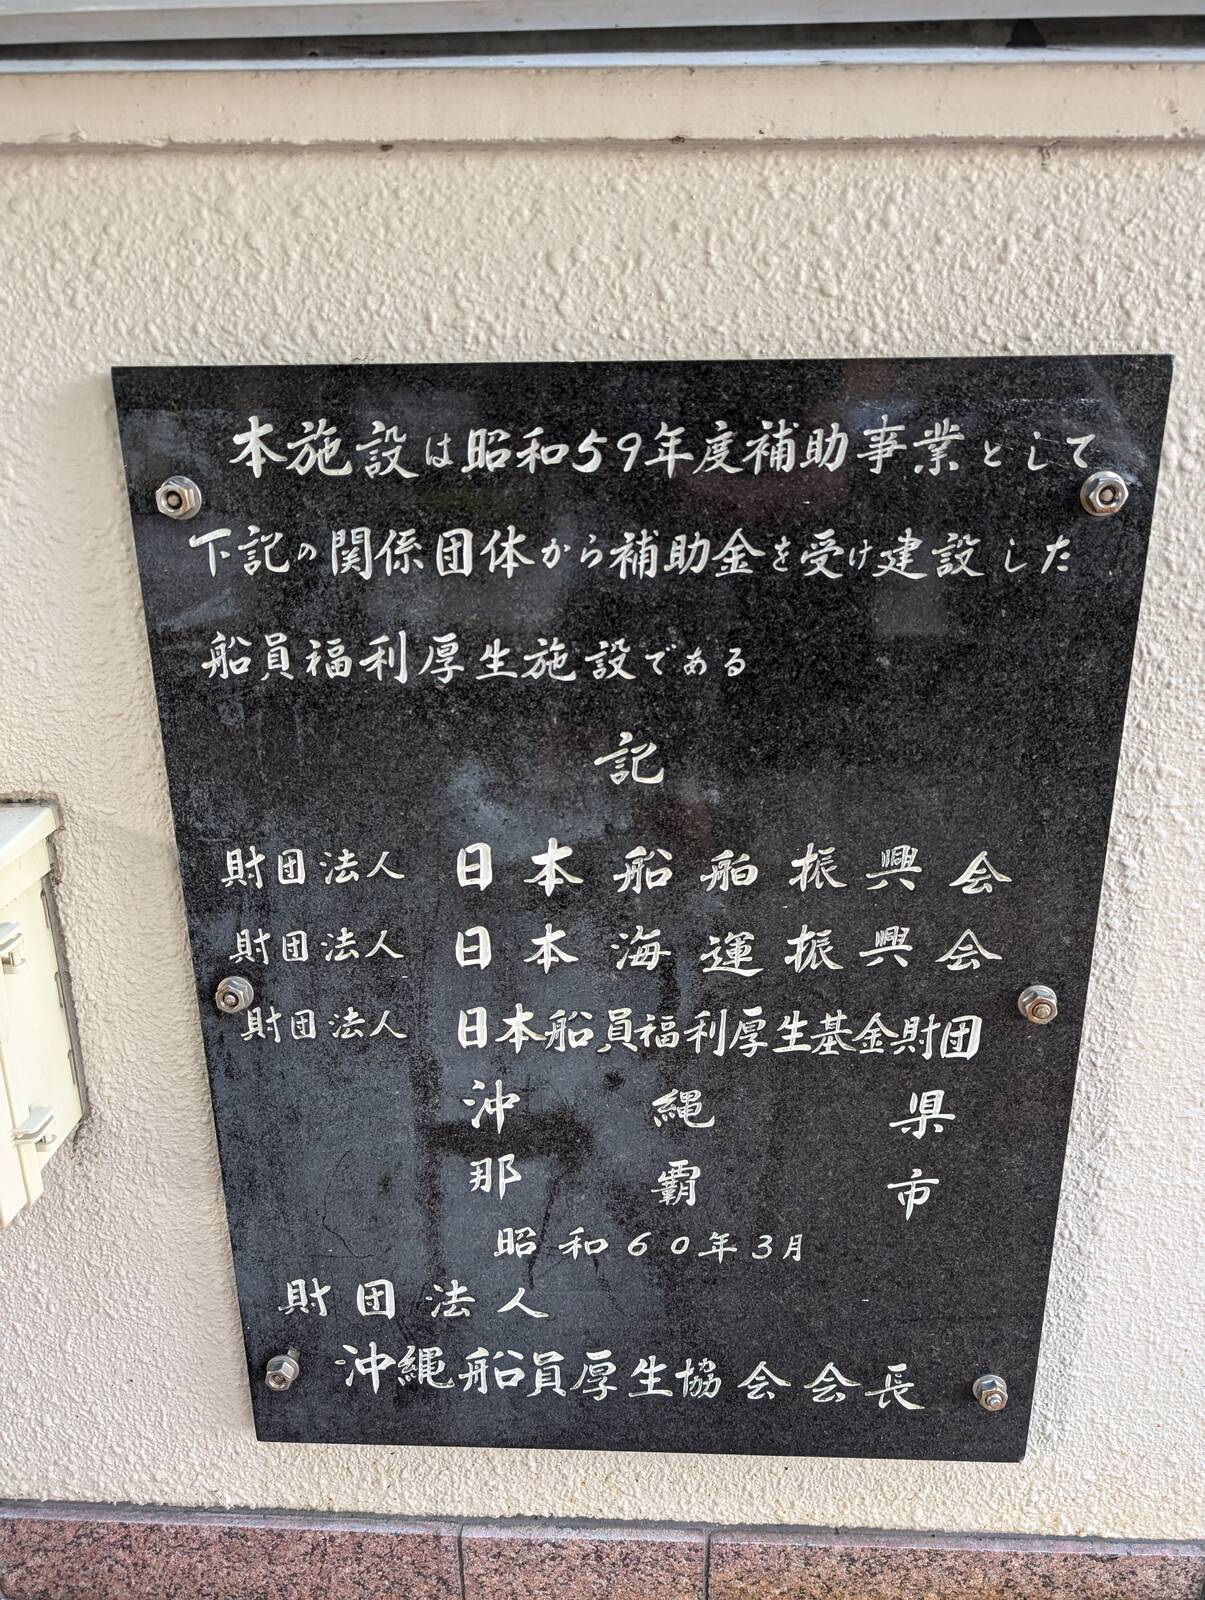 本施設は昭和59年度補助事業として
下記の関係団体から補助金を受け建設した
船員福利厚生施設である
記
財団法人 日本船舶振興会
財団法人 日本海運振興会
財団法人 日本船員福利厚生基金財団
沖縄県
那覇市
昭和60年3月
財団法人
沖縄船員厚生協会会長